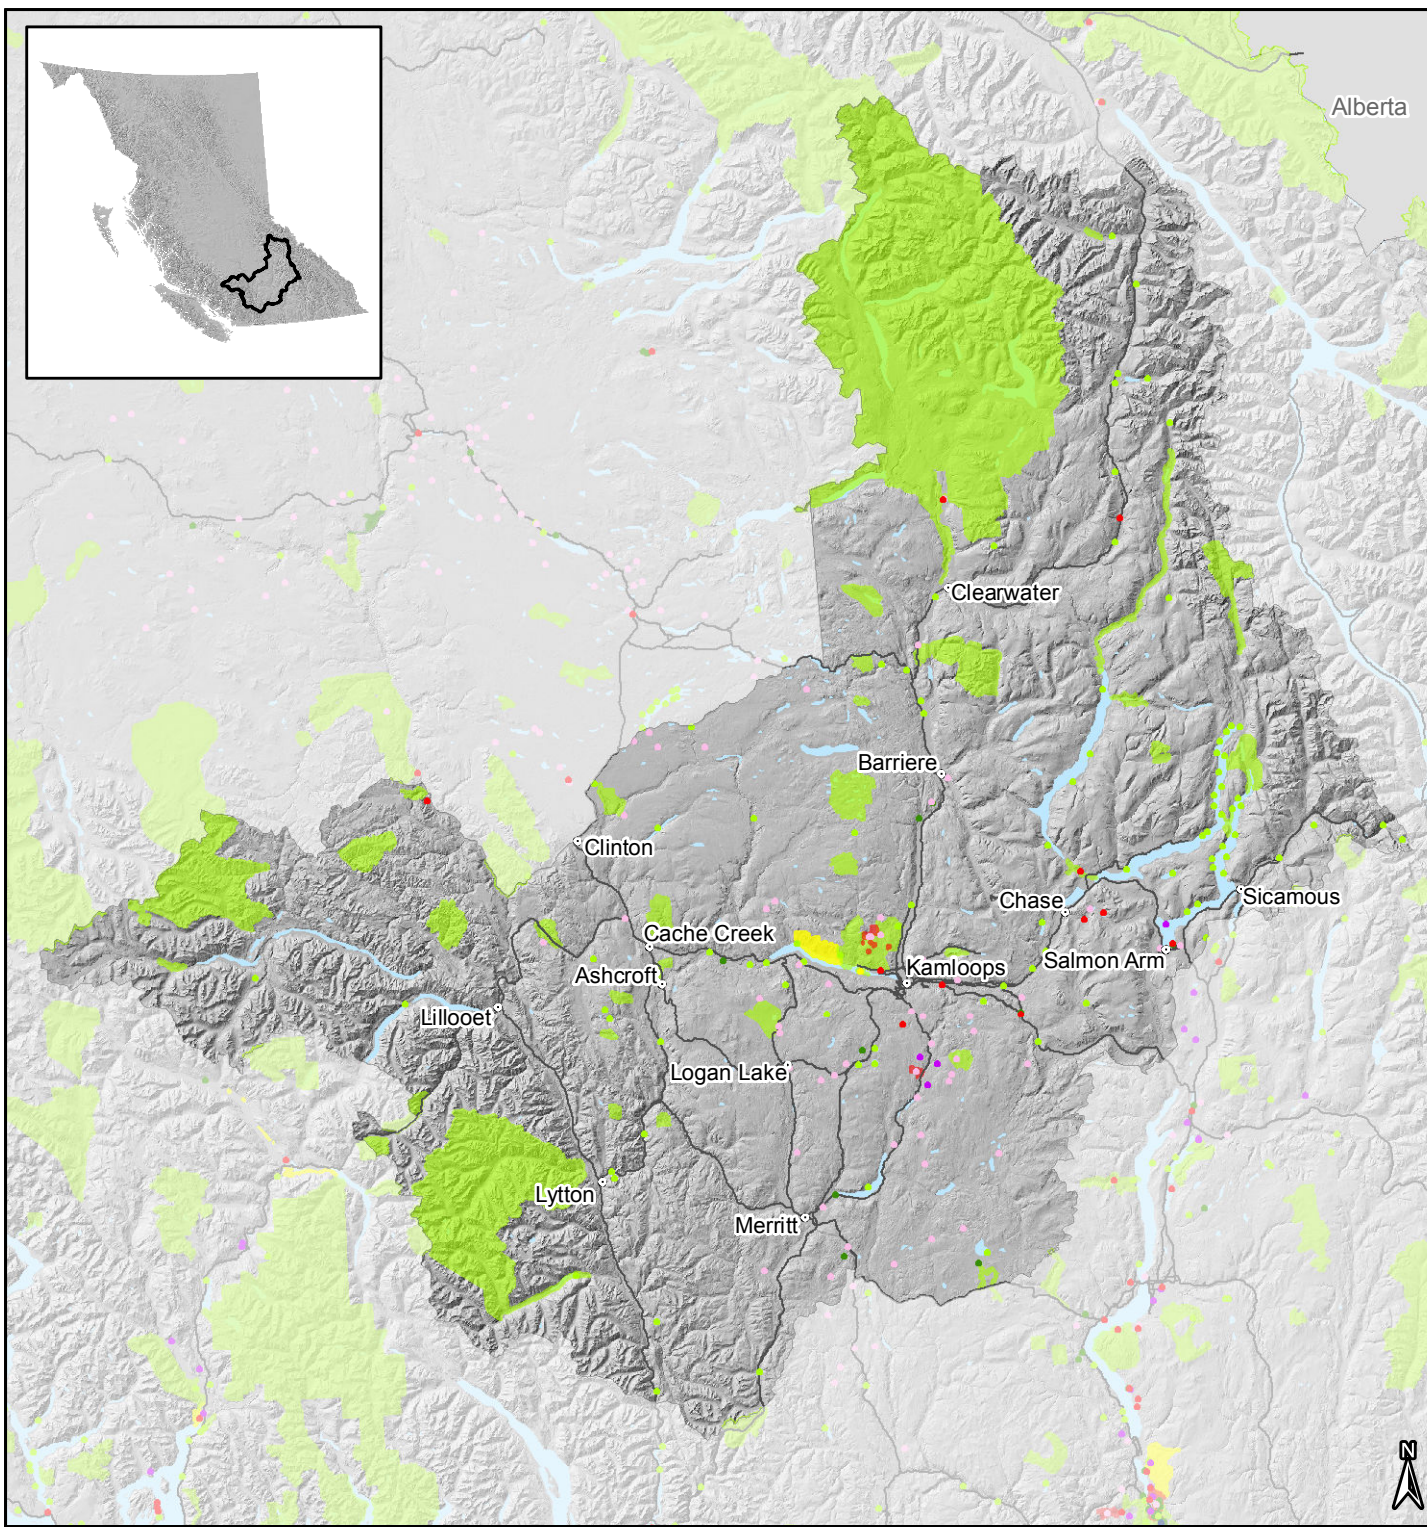 Alberta
Clearwater
Barriere
Clinton
Chase
Sicamous
Cache Creek
Salmon Arm
Ashcroft
Kamloops
Lillooet
Logan Lake
Lytton
Merritt
N